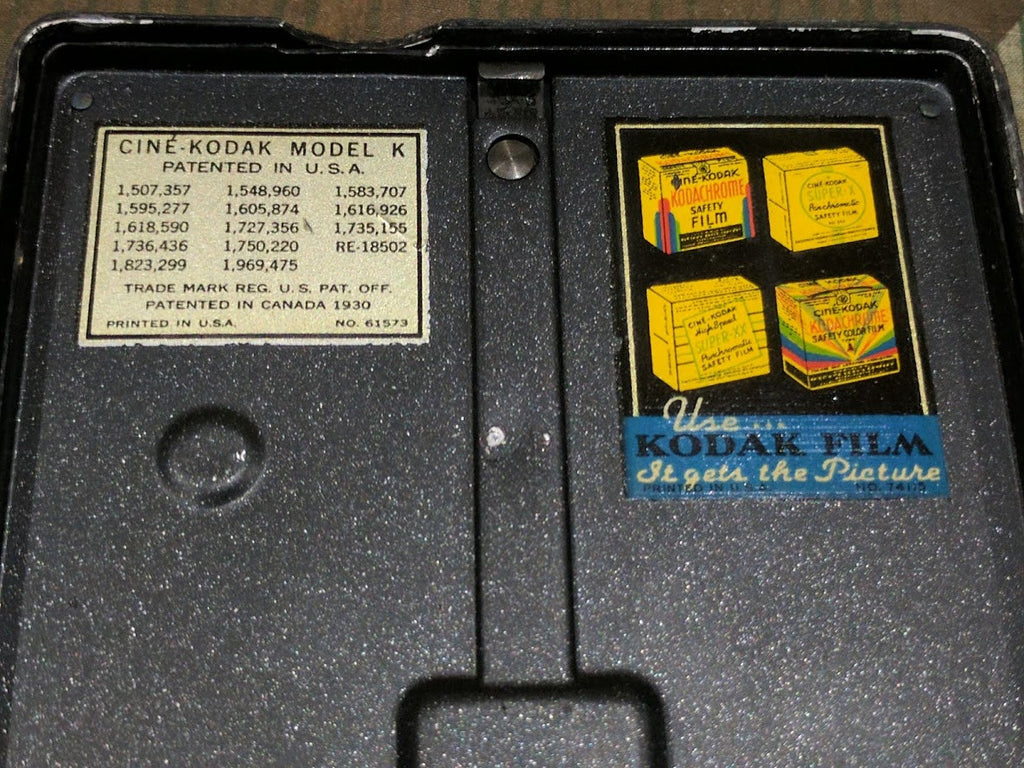 CINÉ-KODAK MODEL K
PATENTED IN U.S.A.
1,507,357 1,548,960 1,583,707
1,595,277 1,605,874 1,616,926
1,618,590 1,727,356 1,735,155
1,736,436 1,750,220 RE-18502
1,823,299 1,969,475
TRADE MARK REG. U.S. PAT. OFF.
PATENTED IN CANADA 1930
PRINTED IN U.S.A. NO. 61573
CINÉ-KODAK
KODACHROME
SAFETY
FILM
CINÉ-KODAK
SUPER-X
Panchromatic
SAFETY FILM
CINÉ-KODAK
High Speed
SUPER-XX
Panchromatic
SAFETY FILM
CINÉ-KODAK
KODACHROME
SAFETY COLOR FILM
A
Use...
KODAK FILM
It gets the Picture
PRINTED IN U.S.A.